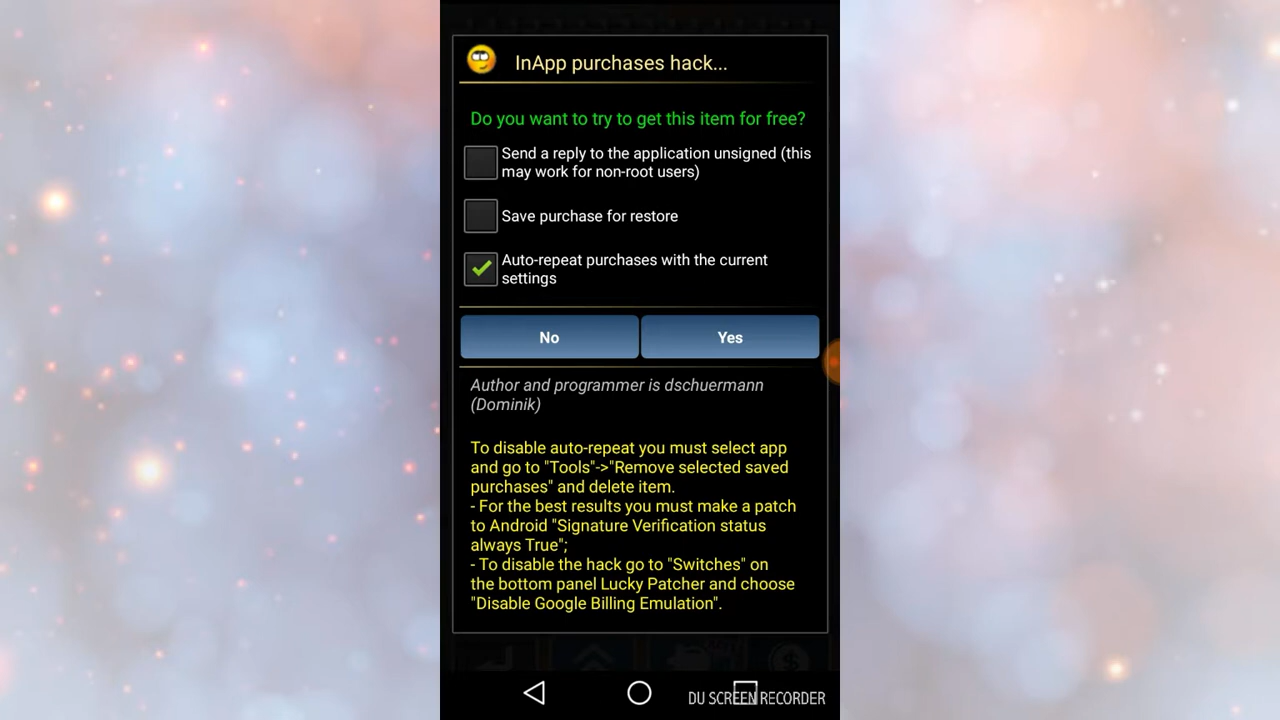 InApp purchases hack...
Do you want to try to get this item for free?
Send a reply to the application unsigned (this
may work for non-root users)
Save purchase for restore
Auto-repeat purchases with the current
settings
No
Yes
Author and programmer is dschuermann
(Dominik)
To disable auto-repeat you must select app
and go to "Tools"->"Remove selected saved
purchases" and delete item.
- For the best results you must make a patch
to Android "Signature Verification status
always True";
- To disable the hack go to "Switches" on
the bottom panel Lucky Patcher and choose
"Disable Google Billing Emulation".
DU SCREEN RECORDER